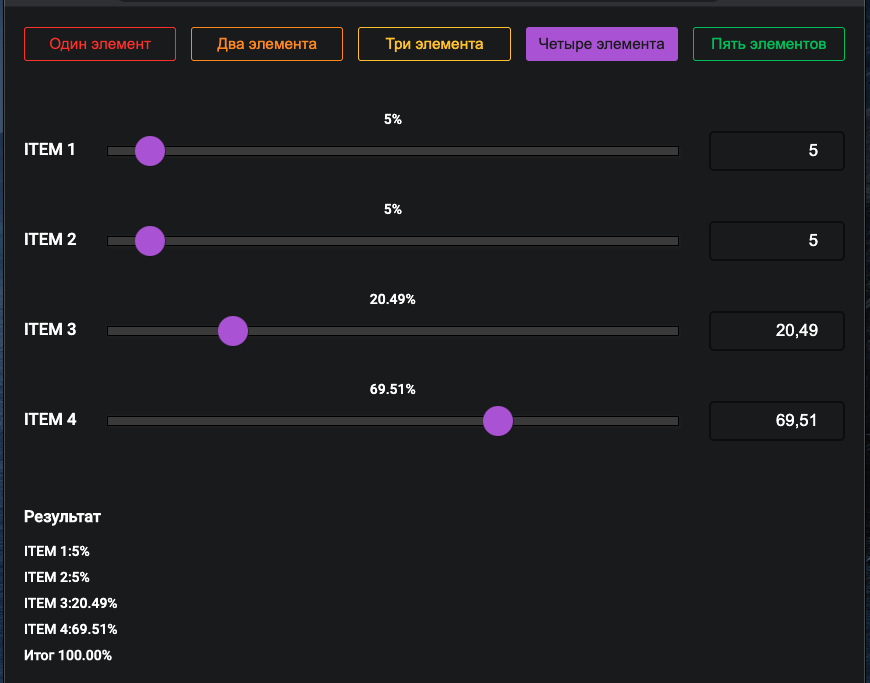 Один элемент Два элемента Три элемента Четыре элемента Пять элементов
5%
ITEM 1 5
5%
ITEM 2 5
20.49%
ITEM 3 20,49
69.51%
ITEM 4 69,51
Результат
ITEM 1:5%
ITEM 2:5%
ITEM 3:20.49%
ITEM 4:69.51%
Итог 100.00%